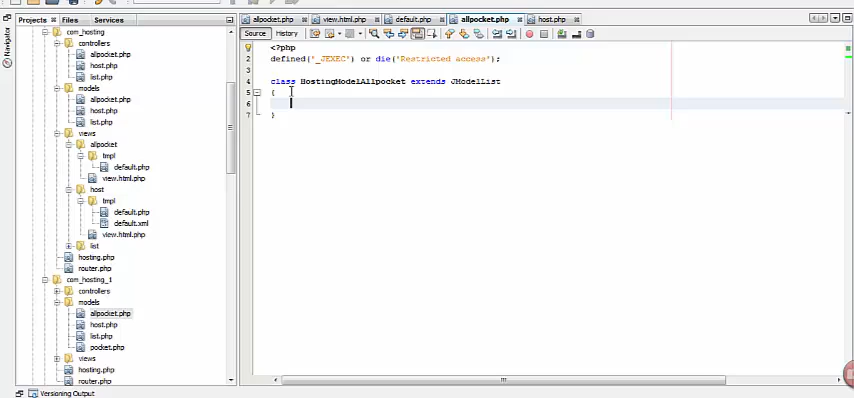 Projects
Files
Services
Navigator
com_hosting
controllers
allpocket.php
host.php
list.php
models
allpocket.php
host.php
list.php
views
allpocket
tmpl
default.php
view.html.php
host
tmpl
default.php
default.xml
view.html.php
list
hosting.php
router.php
com_hosting_1
controllers
models
allpocket.php
host.php
list.php
pocket.php
views
hosting.php
router.php
allpocket.php
view.html.php
default.php
allpocket.php
host.php
Source
History
<?php
2 defined('_JEXEC') or die('Restricted access');
3
4 class HostingModelAllpocket extends JModelList
5 {
6
7 }
Versioning Output